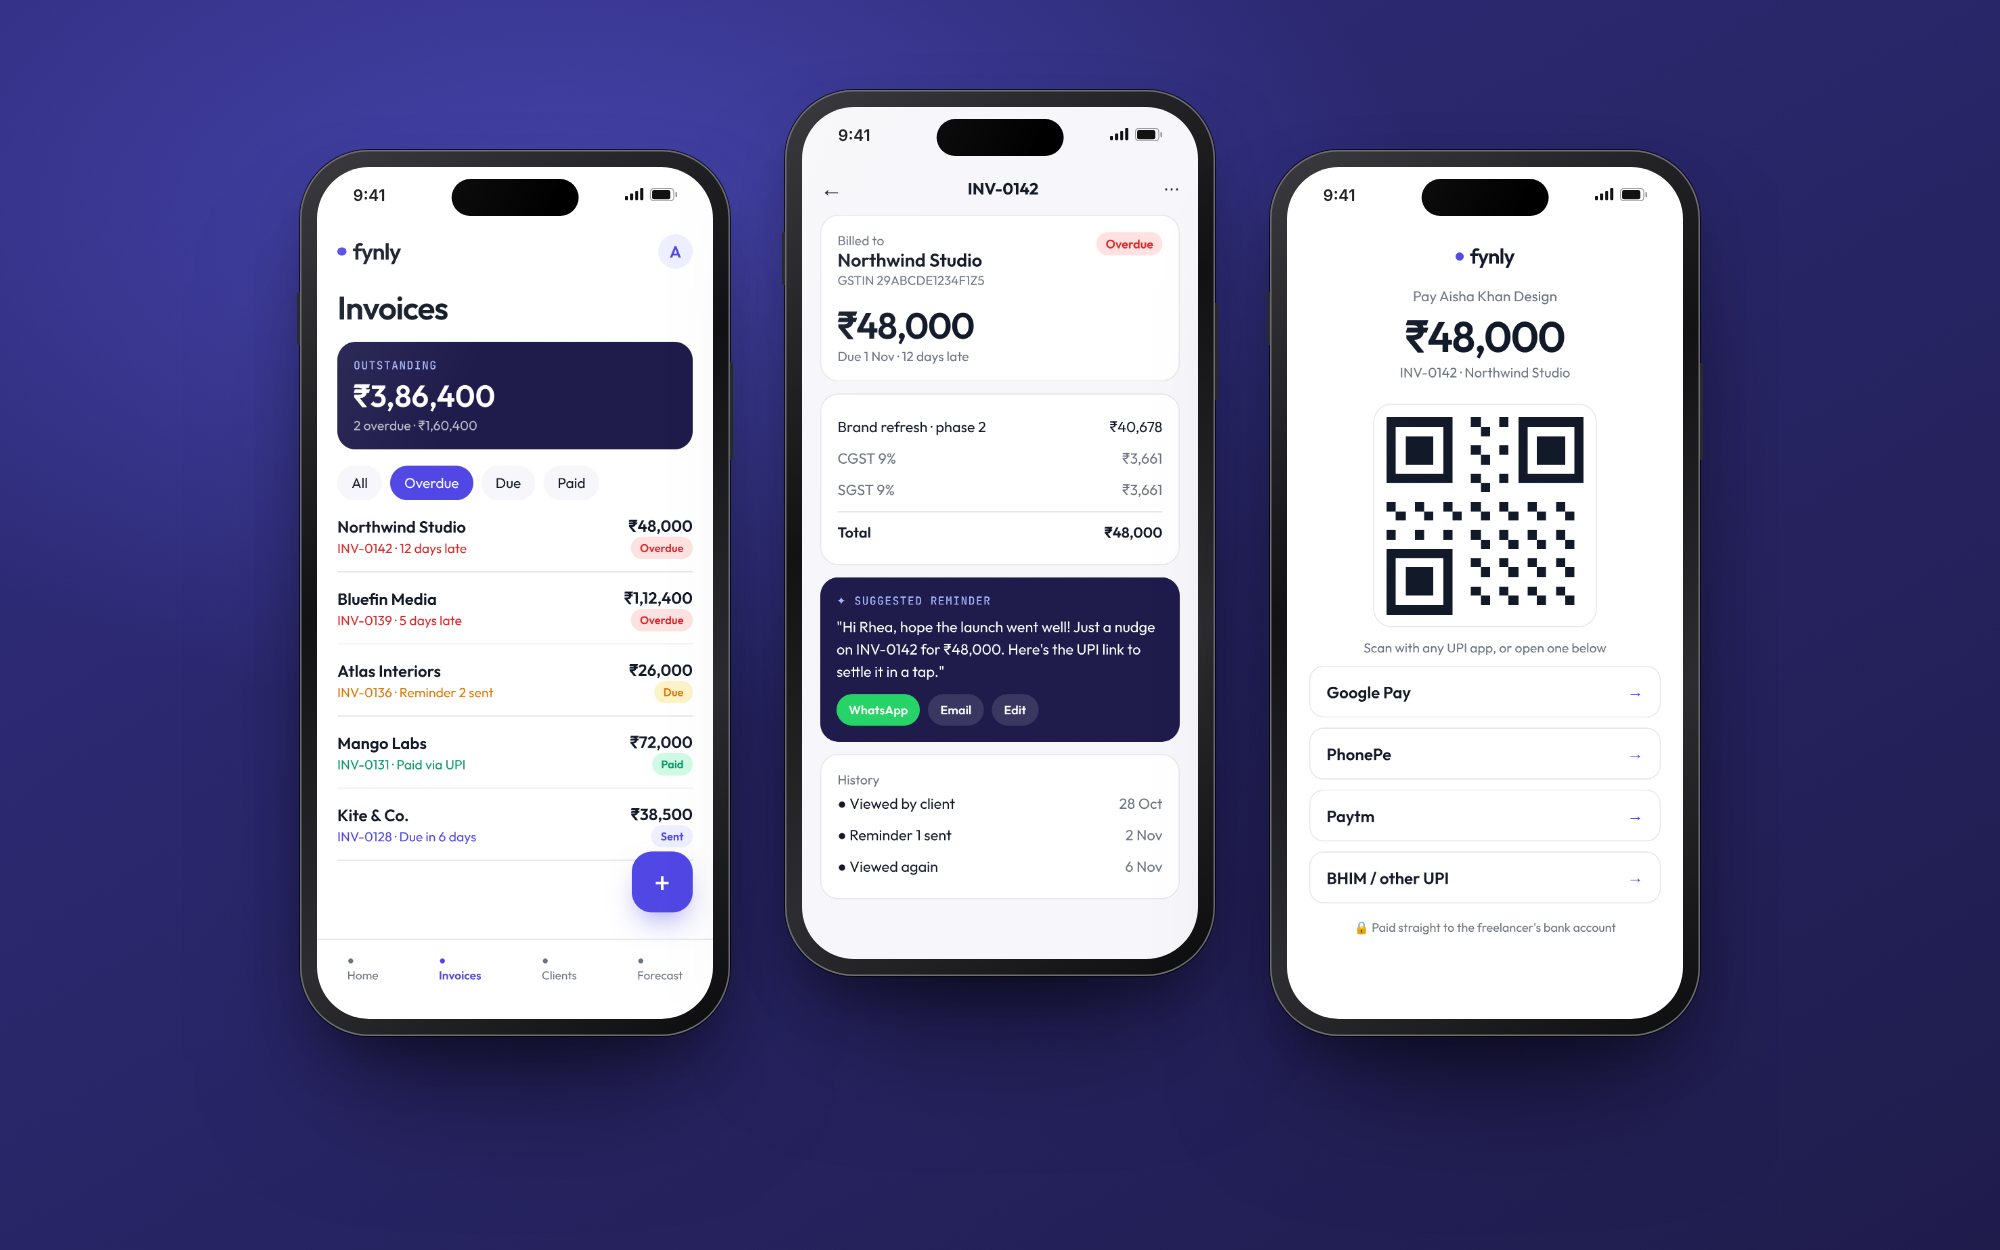 9:41
fynly
A
Invoices
OUTSTANDING
₹3,86,400
2 overdue · ₹1,60,400
All
Overdue
Due
Paid
Northwind Studio
₹48,000
INV-0142 · 12 days late
Overdue
Bluefin Media
₹1,12,400
INV-0139 · 5 days late
Overdue
Atlas Interiors
₹26,000
INV-0136 · Reminder 2 sent
Due
Mango Labs
₹72,000
INV-0131 · Paid via UPI
Paid
Kite & Co.
₹38,500
INV-0128 · Due in 6 days
Sent
+
Home
Invoices
Clients
Forecast
9:41
← INV-0142 ···
Billed to
Overdue
Northwind Studio
GSTIN 29ABCDE1234F1Z5
₹48,000
Due 1 Nov · 12 days late
Brand refresh · phase 2 ₹40,678
CGST 9% ₹3,661
SGST 9% ₹3,661
Total ₹48,000
✦ SUGGESTED REMINDER
"Hi Rhea, hope the launch went well! Just a nudge
on INV-0142 for ₹48,000. Here's the UPI link to
settle it in a tap."
WhatsApp
Email
Edit
History
● Viewed by client 28 Oct
● Reminder 1 sent 2 Nov
● Viewed again 6 Nov
9:41
fynly
Pay Aisha Khan Design
₹48,000
INV-0142 · Northwind Studio
Scan with any UPI app, or open one below
Google Pay →
PhonePe →
Paytm →
BHIM / other UPI →
🔒 Paid straight to the freelancer's bank account